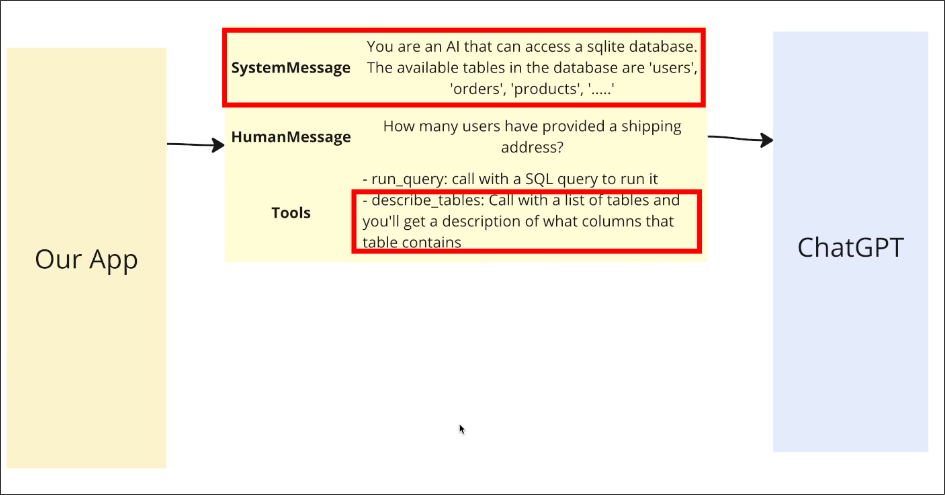 You are an AI that can access a sqlite database.
SystemMessage
The available tables in the database are 'users',
'orders', 'products', '.....'
How many users have provided a shipping
HumanMessage
address?
- run_query: call with a SQL query to run it
- describe_tables: Call with a list of tables and
Tools
you'll get a description of what columns that
table contains
Our App
ChatGPT